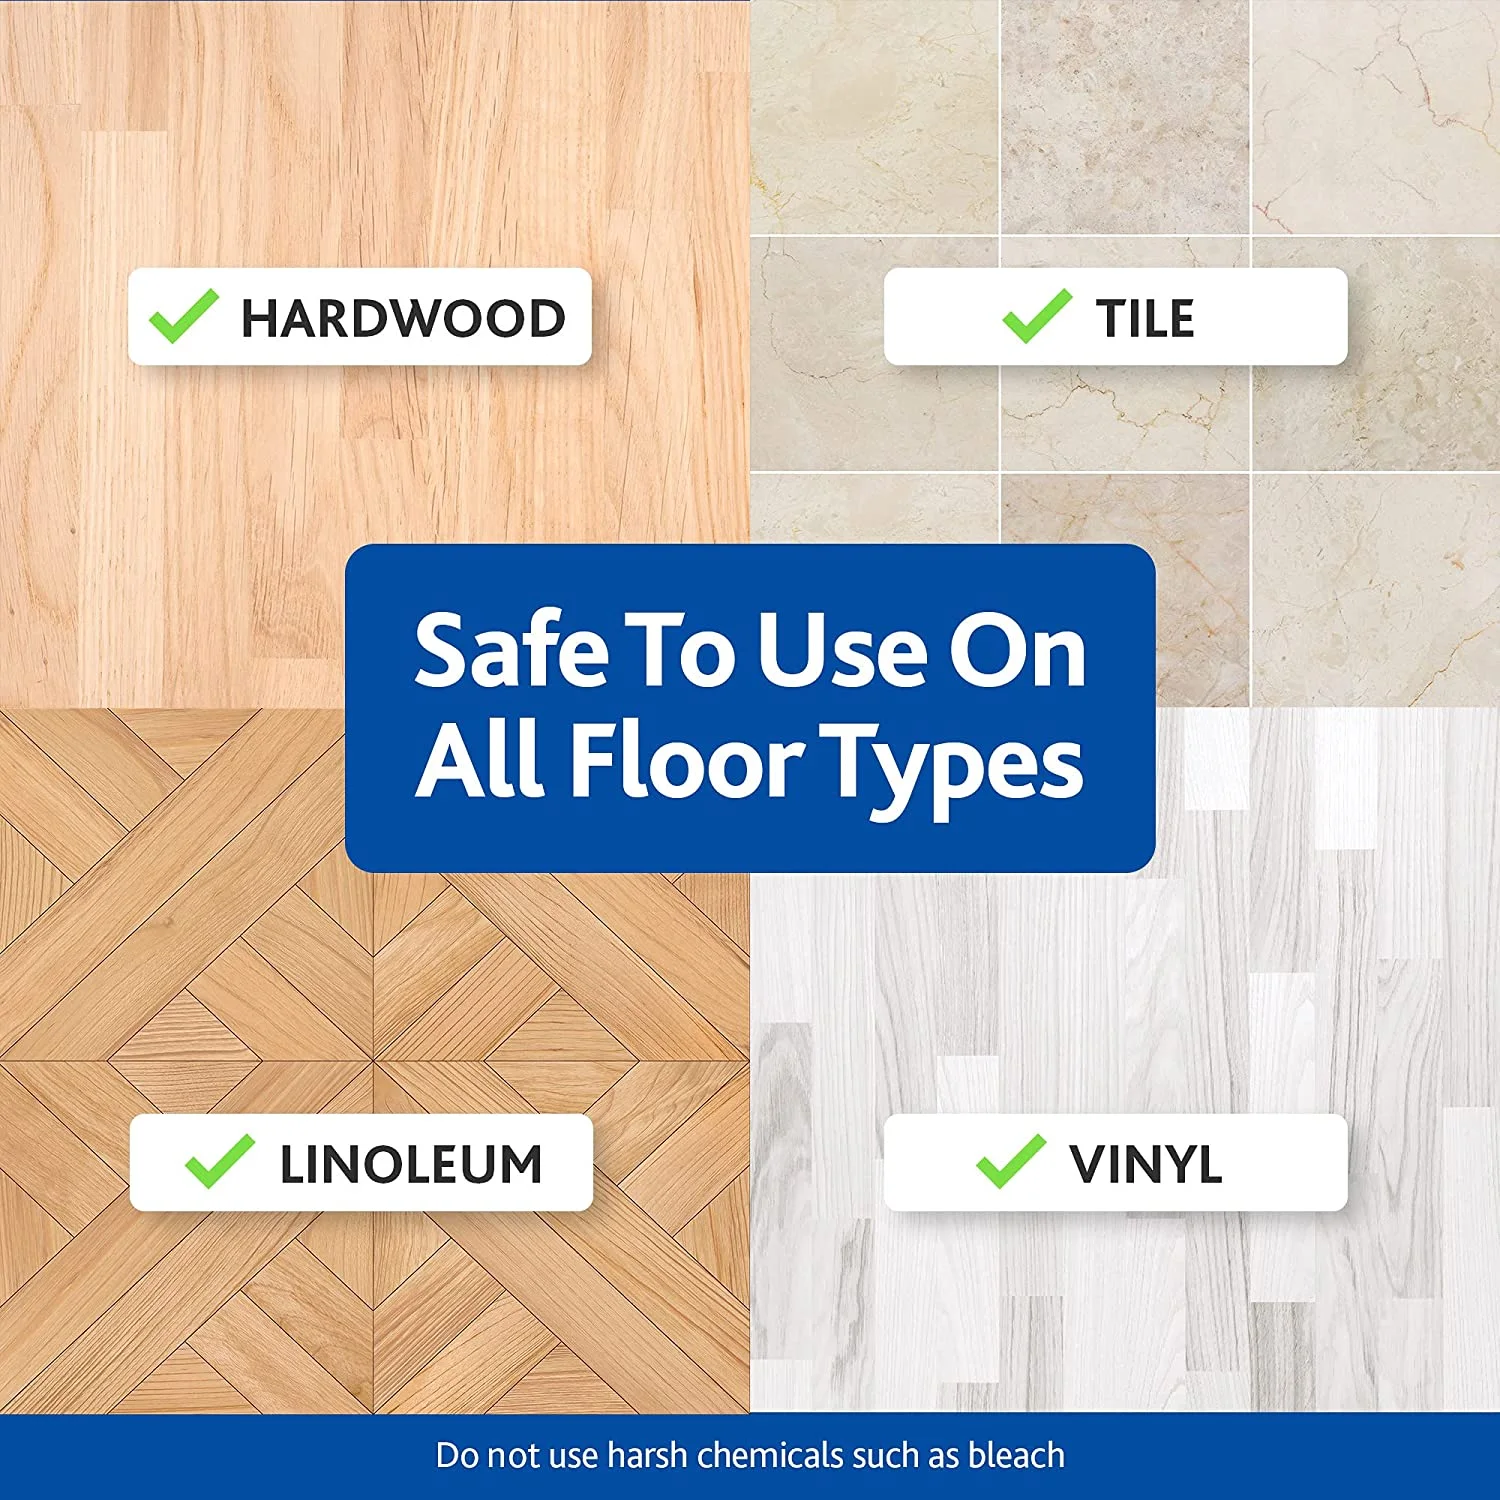 HARDWOOD
TILE
Safe To Use On
All Floor Types
LINOLEUM
VINYL
Do not use harsh chemicals such as bleach